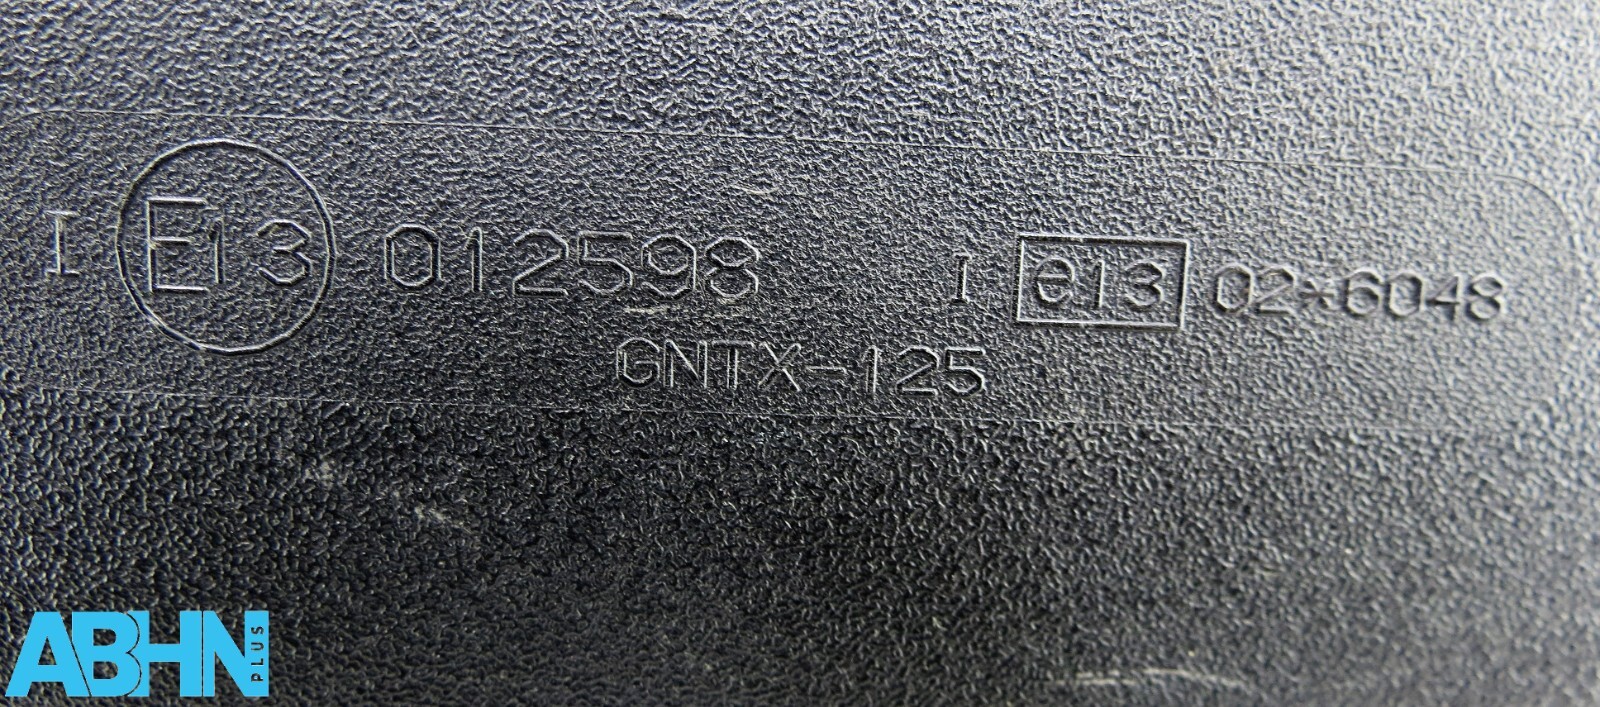 I E13 012598 I e13 02*6048
GNTX-125
ABHN PLUS